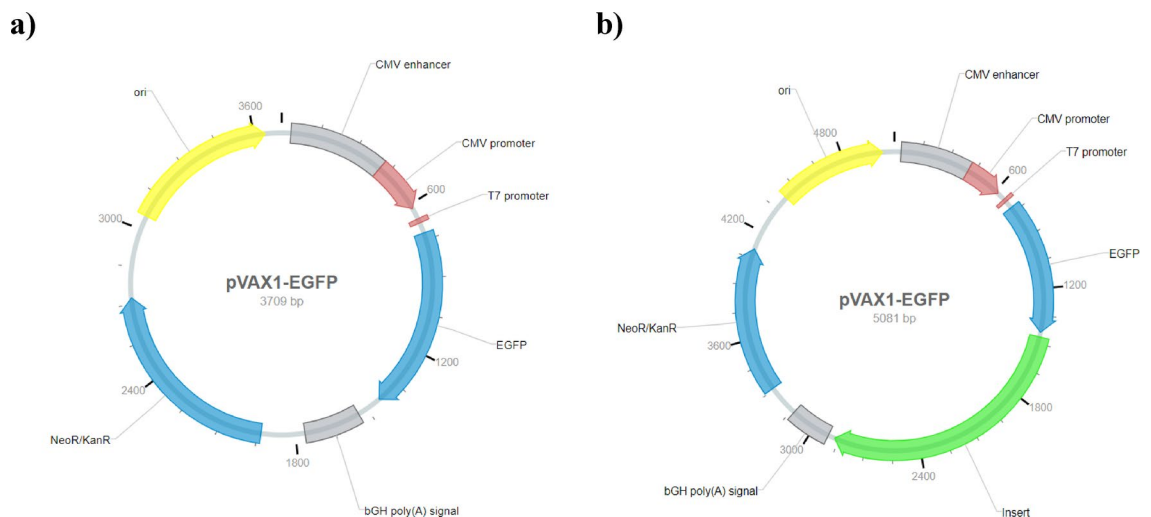 a)
CMV enhancer
ori
3600
CMV promoter
600
T7 promoter
3000
pVAX1-EGFP
3709 bp
EGFP
1200
2400
NeoR/KanR
1800
bGH poly(A) signal
b)
CMV enhancer
ori
4800
CMV promoter
T7 promoter
600
4200
EGFP
1200
pVAX1-EGFP
5081 bp
NeoR/KanR
3600
1800
3000
2400
bGH poly(A) signal
Insert